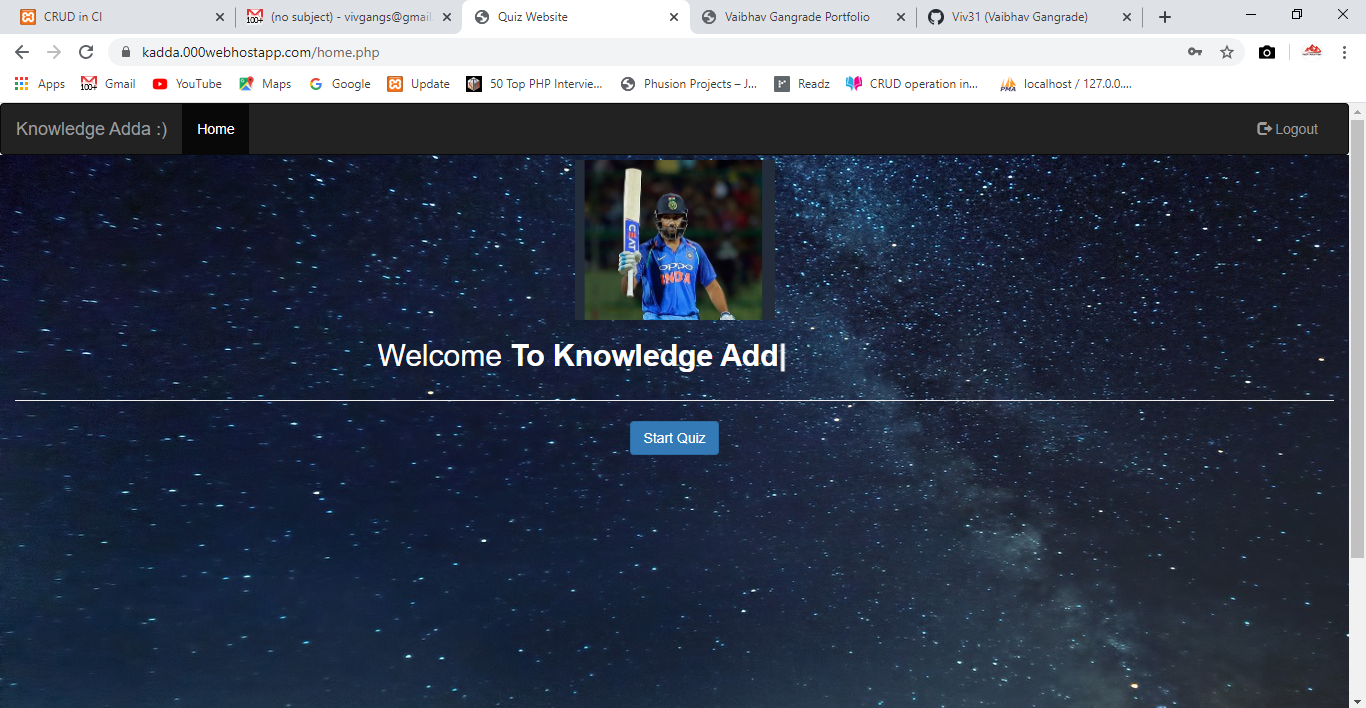 CRUD in CI
(no subject) - vivgangs@gmail
Quiz Website
Vaibhav Gangrade Portfolio
Viv31 (Vaibhav Gangrade)
kadda.000webhostapp.com/home.php
Apps
100+
Gmail
YouTube
Maps
Google
Update
50 Top PHP Intervie...
Phusion Projects – J...
Readz
CRUD operation in...
PMA
localhost / 127.0.0....
Knowledge Adda :)
Home
Logout
CEAT
oppo
INDIA
Welcome To Knowledge Add|
Start Quiz